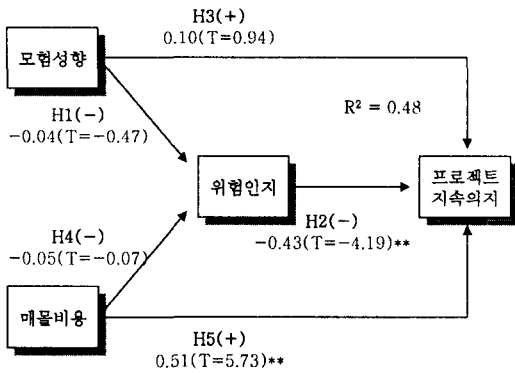 H3(+)
0.10(T=0.94)
모험성향
H1(-)
-0.04(T=-0.47)
R² = 0.48
위험인지
프로젝트
지속의지
H2(-)
-0.43(T=-4.19)**
H4(-)
-0.05(T=-0.07)
매몰비용
H5(+)
0.51(T=5.73)**